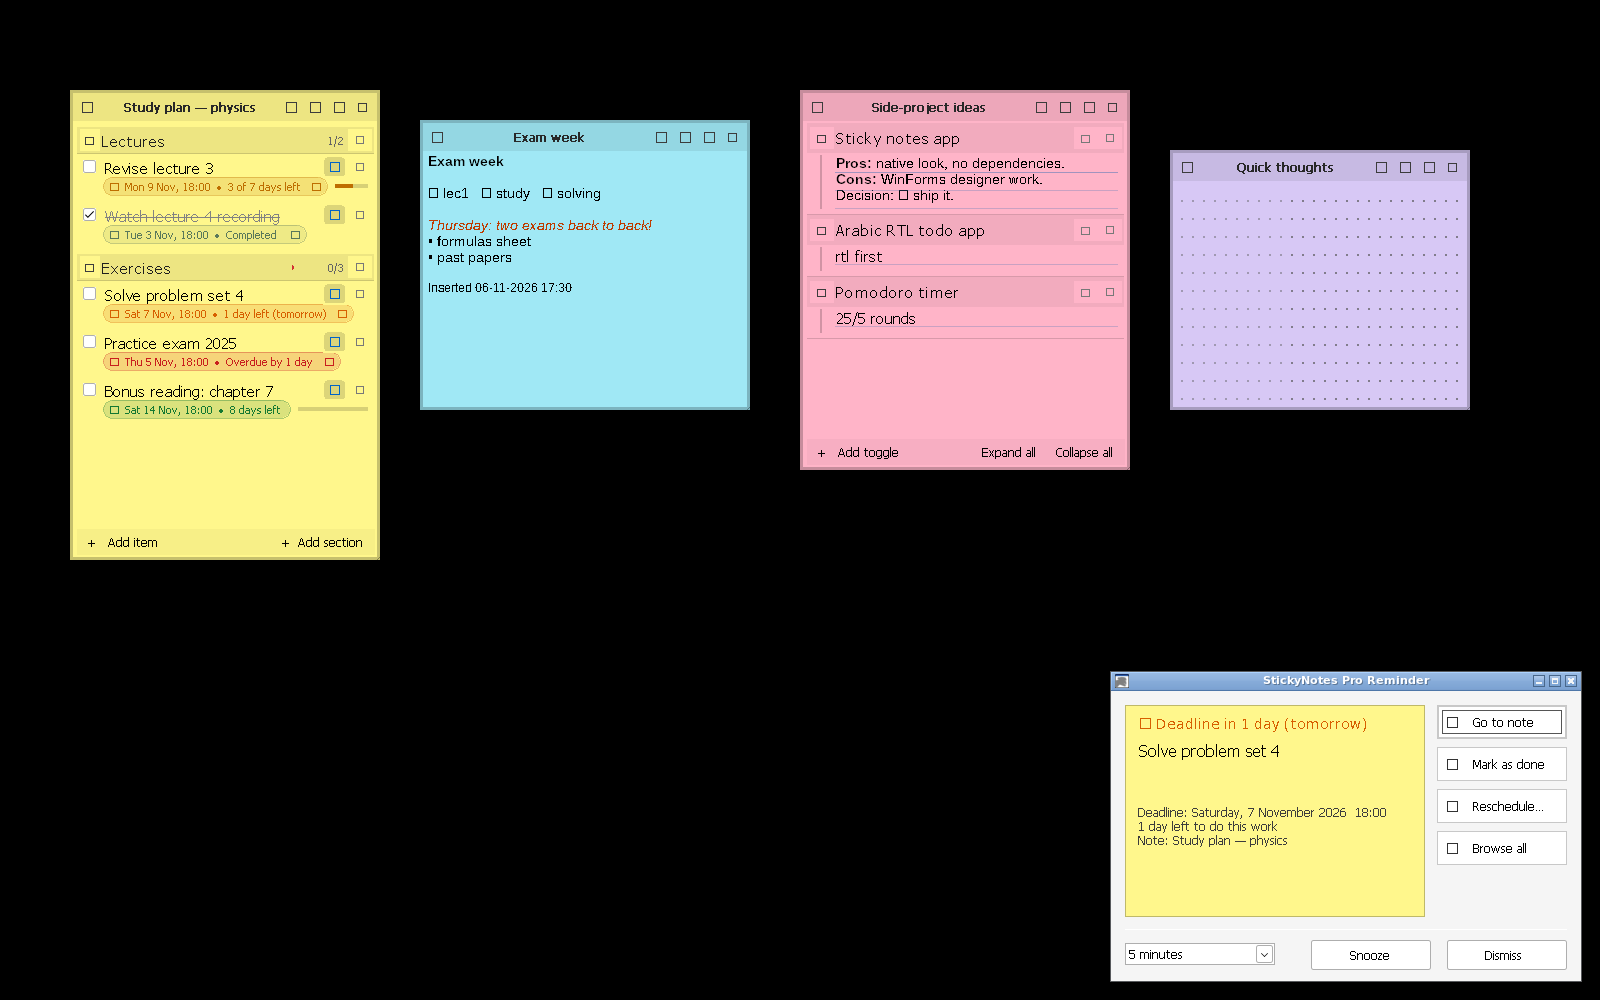 Study plan — physics
Lectures 1/2
Revise lecture 3
Mon 9 Nov, 18:00 • 3 of 7 days left
Watch lecture 4 recording
Tue 3 Nov, 18:00 • Completed
Exercises 0/3
Solve problem set 4
Sat 7 Nov, 18:00 • 1 day left (tomorrow)
Practice exam 2025
Thu 5 Nov, 18:00 • Overdue by 1 day
Bonus reading: chapter 7
Sat 14 Nov, 18:00 • 8 days left
+ Add item + Add section
Exam week
Exam week
☐ lec1 ☐ study ☐ solving
Thursday: two exams back to back!
• formulas sheet
• past papers
Inserted 06-11-2026 17:30
Side-project ideas
Sticky notes app
Pros: native look, no dependencies.
Cons: WinForms designer work.
Decision: ☐ ship it.
Arabic RTL todo app
rtl first
Pomodoro timer
25/5 rounds
+ Add toggle Expand all Collapse all
Quick thoughts
StickyNotes Pro Reminder
Deadline in 1 day (tomorrow)
Solve problem set 4
Deadline: Saturday, 7 November 2026 18:00
1 day left to do this work
Note: Study plan — physics
Go to note
Mark as done
Reschedule...
Browse all
5 minutes
Snooze
Dismiss